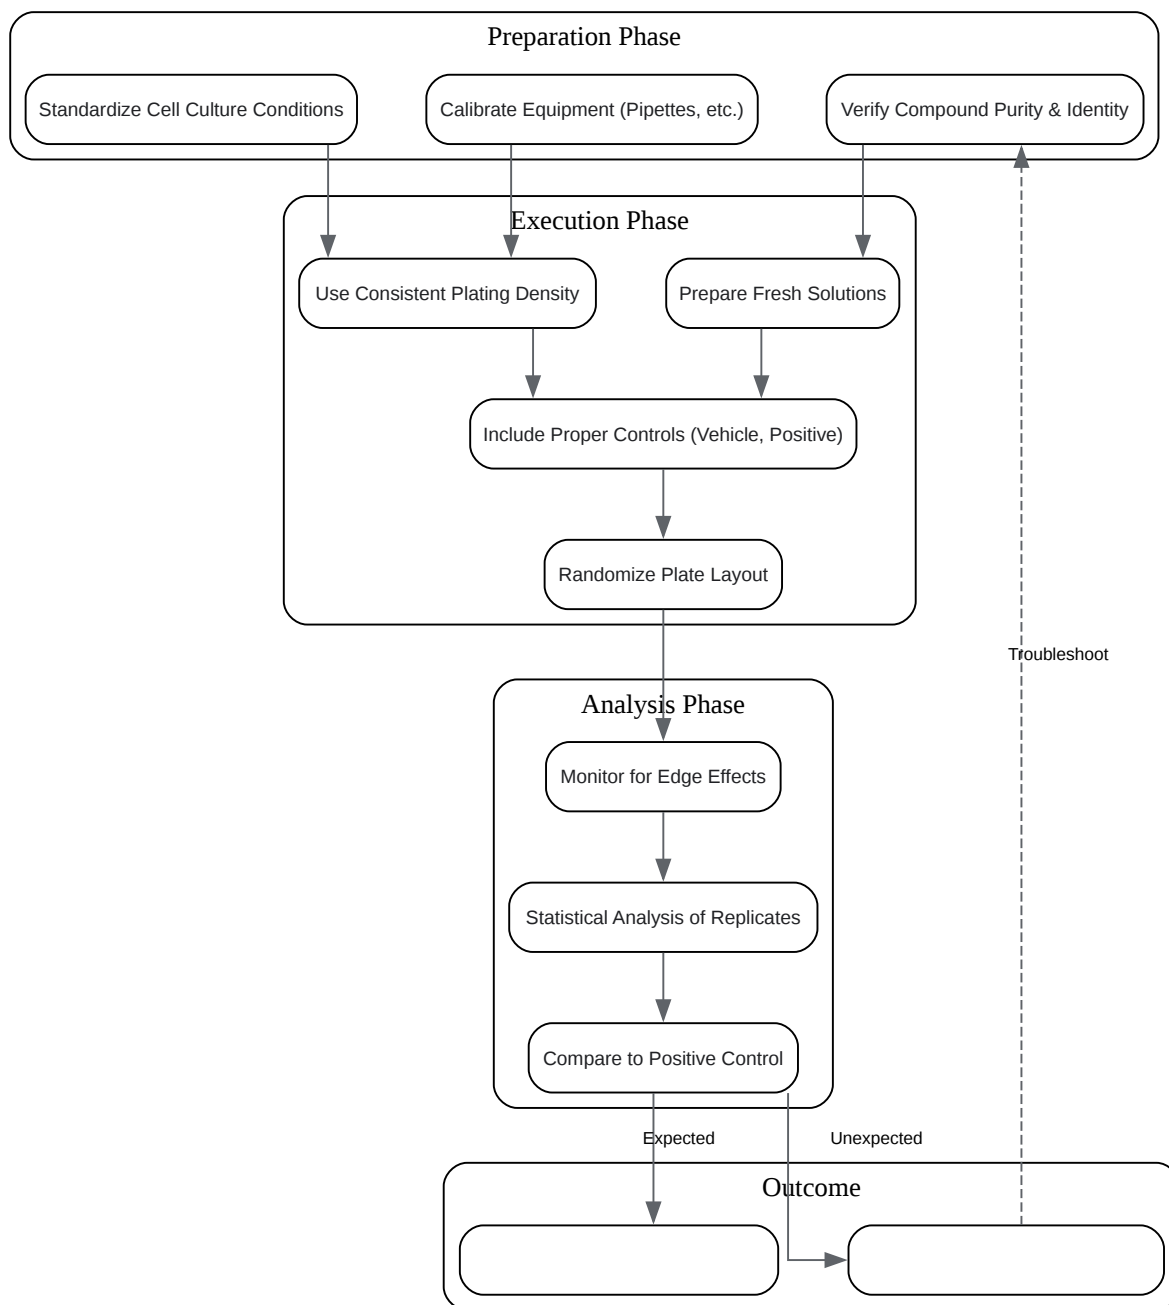 Preparation Phase
Standardize Cell Culture Conditions
Calibrate Equipment (Pipettes, etc.)
Verify Compound Purity & Identity
Execution Phase
Use Consistent Plating Density
Prepare Fresh Solutions
Include Proper Controls (Vehicle, Positive)
Randomize Plate Layout
Troubleshoot
Analysis Phase
Monitor for Edge Effects
Statistical Analysis of Replicates
Compare to Positive Control
Expected
Unexpected
Outcome